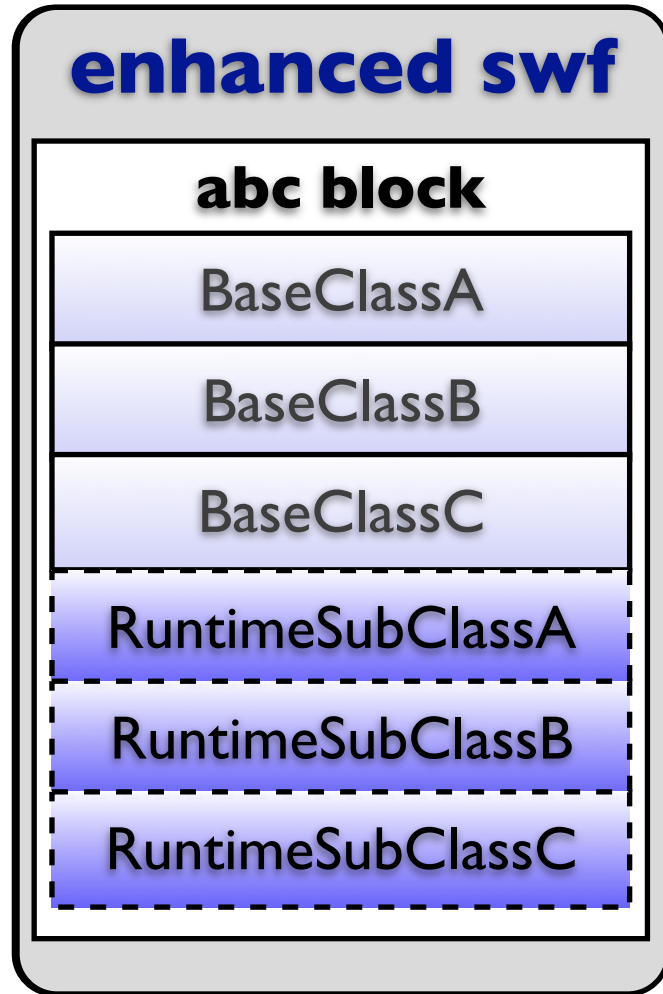 enhanced swf
abc block
BaseClassA
BaseClassB
BaseClassC
RuntimeSubClassA
RuntimeSubClassB
RuntimeSubClassC